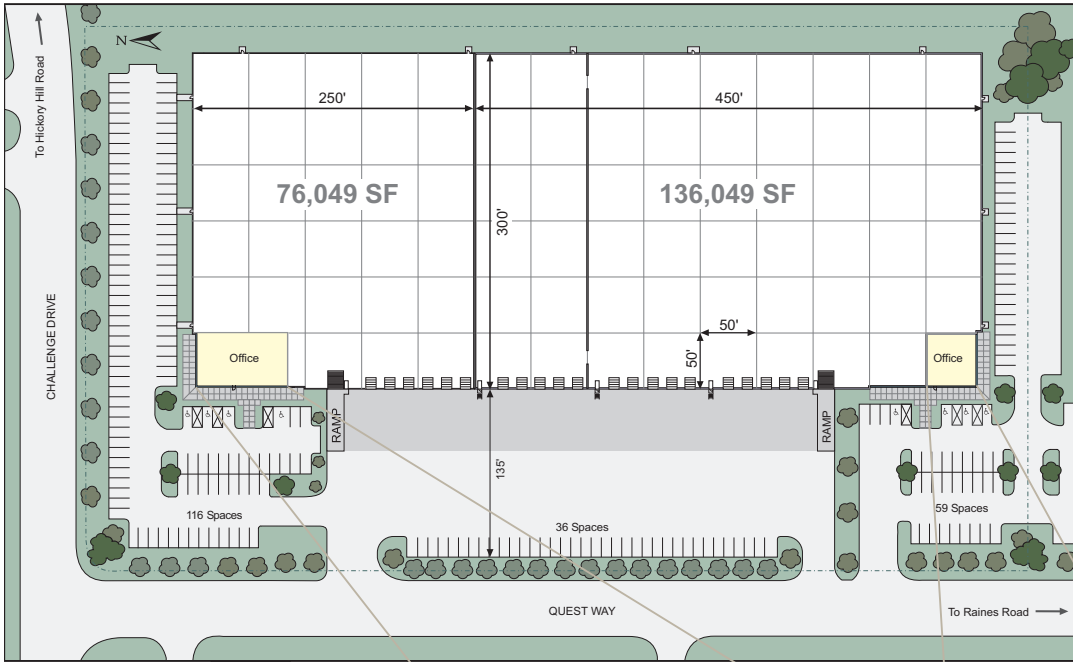 To Hickory Hill Road
N
250'
450'
76,049 SF
136,049 SF
300'
CHALLENGE DRIVE
50'
50'
Office
Office
RAMP
RAMP
135'
116 Spaces
36 Spaces
59 Spaces
QUEST WAY
To Raines Road